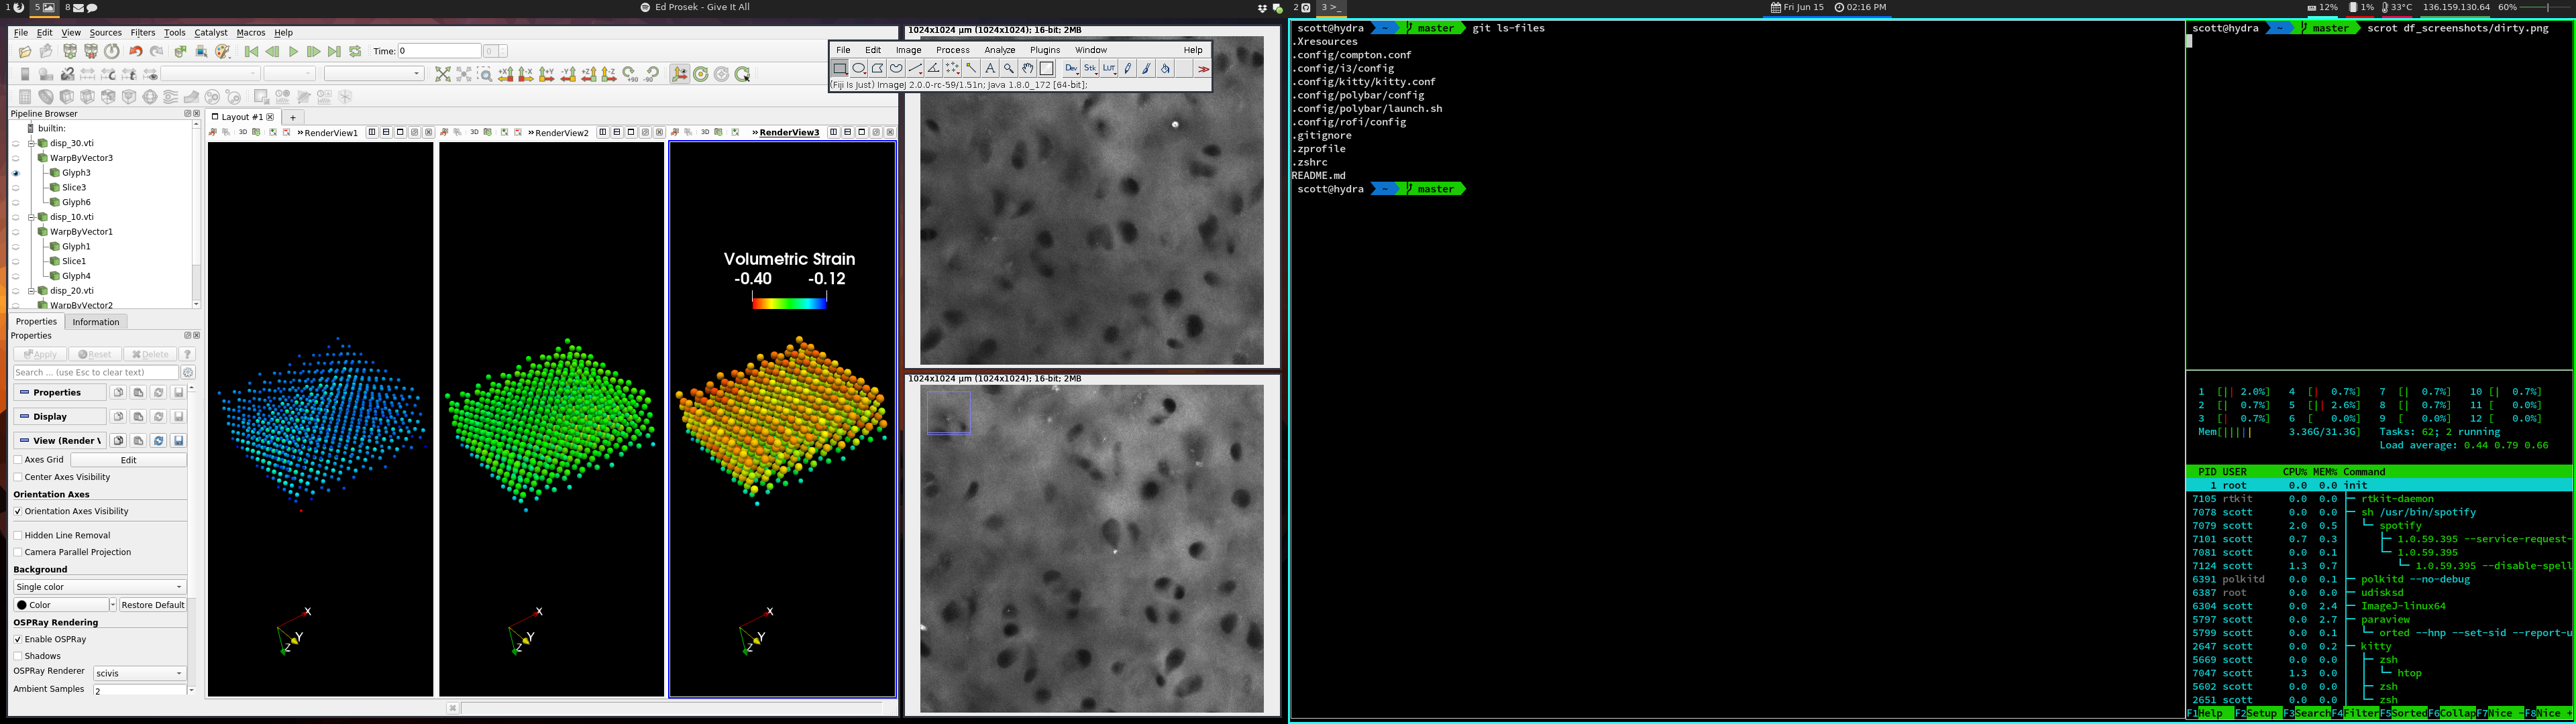 1 5 8
Ed Prosek - Give It All
2 3 >_
Fri Jun 15 02:16 PM
12% 1% 33°C 136.159.130.64 60%
File Edit View Sources Filters Tools Catalyst Macros Help
Time: 0 0
Pipeline Browser
builtin:
disp_30.vti
WarpByVector3
Glyph3
Slice3
Glyph6
disp_10.vti
WarpByVector1
Glyph1
Slice1
Glyph4
disp_20.vti
WarpByVector2
Properties Information
Properties
Apply Reset Delete ?
Search ... (use Esc to clear text)
Properties
Display
View (Render V
Axes Grid Edit
Center Axes Visibility
Orientation Axes
Orientation Axes Visibility
Hidden Line Removal
Camera Parallel Projection
Background
Single color
Color Restore Default
OSPRay Rendering
Enable OSPRay
Shadows
OSPRay Renderer scivis
Ambient Samples 2
Layout #1 +
3D »RenderView1
3D »RenderView2
3D »RenderView3
Volumetric Strain
-0.40 -0.12
X
Y
Z
X
Y
Z
X
Y
Z
1024x1024 µm (1024x1024); 16-bit; 2MB
File Edit Image Process Analyze Plugins Window Help
Dev Stk LUT >>
(Fiji Is Just) ImageJ 2.0.0-rc-59/1.51n; Java 1.8.0_172 [64-bit];
1024x1024 µm (1024x1024); 16-bit; 2MB
scott@hydra ~ master git ls-files
.Xresources
.config/compton.conf
.config/i3/config
.config/kitty/kitty.conf
.config/polybar/config
.config/polybar/launch.sh
.config/rofi/config
.gitignore
.zprofile
.zshrc
README.md
scott@hydra ~ master
scott@hydra ~ master scrot df_screenshots/dirty.png
1 [|| 2.0%] 4 [| 0.7%] 7 [| 0.7%] 10 [| 0.7%]
2 [| 0.7%] 5 [|| 2.6%] 8 [| 0.7%] 11 [ 0.0%]
3 [| 0.7%] 6 [ 0.0%] 9 [ 0.0%] 12 [ 0.0%]
Mem[||||| 3.36G/31.3G] Tasks: 62; 2 running
Load average: 0.44 0.79 0.66
PID USER CPU% MEM% Command
1 root 0.0 0.0 init
7105 rtkit 0.0 0.0 rtkit-daemon
7078 scott 0.0 0.0 sh /usr/bin/spotify
7079 scott 2.0 0.5 spotify
7101 scott 0.7 0.3 1.0.59.395 --service-request-
7081 scott 0.0 0.1 1.0.59.395
7124 scott 1.3 0.7 1.0.59.395 --disable-spell
6391 polkitd 0.0 0.1 polkitd --no-debug
6387 root 0.0 0.0 udisksd
6304 scott 0.0 2.4 ImageJ-linux64
5797 scott 0.0 2.7 paraview
5799 scott 0.0 0.1 orted --hnp --set-sid --report-u
2647 scott 0.0 0.2 kitty
5669 scott 0.0 0.0 zsh
7047 scott 1.3 0.0 htop
5602 scott 0.0 0.0 zsh
2651 scott 0.0 0.0 zsh
F1Help F2Setup F3SearchF4FilterF5SortedF6CollapF7Nice -F8Nice +